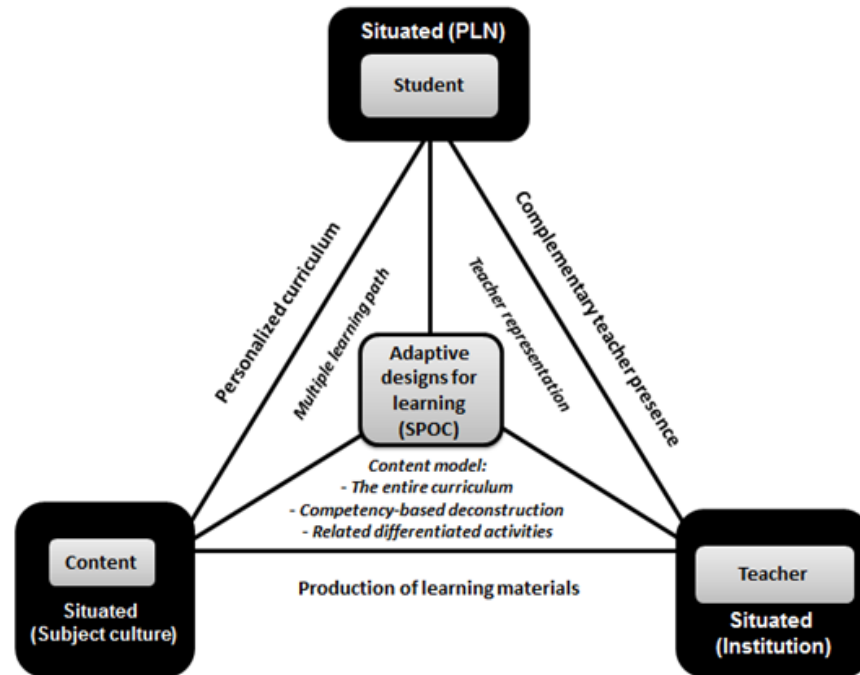 Situated (PLN)
Student
Personalized curriculum
Multiple learning path
Teacher representation
Complementary teacher presence
Adaptive
designs for
learning
(SPOC)
Content model:
- The entire curriculum
- Competency-based deconstruction
- Related differentiated activities
Content
Situated
(Subject culture)
Production of learning materials
Teacher
Situated
(Institution)